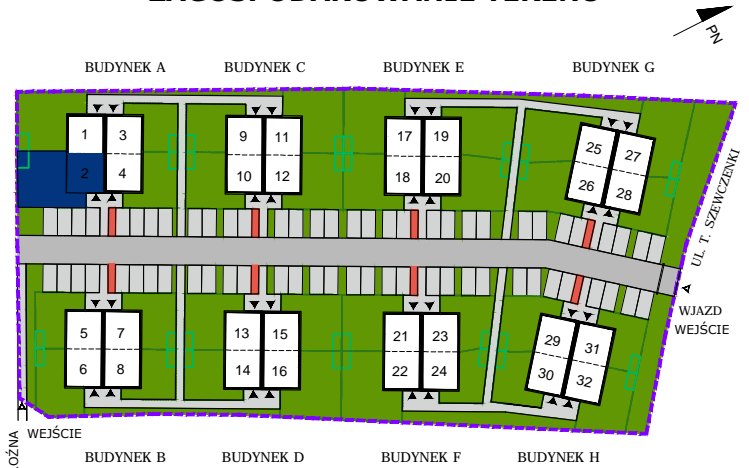 PN
BUDYNEK A
BUDYNEK C
BUDYNEK E
BUDYNEK G
1 3
2 4
9 11
10 12
17 19
18 20
25 27
26 28
UL. T. SZEWCZENKI
WJAZD
WEJŚCIE
5 7
6 8
13 15
14 16
21 23
22 24
29 31
30 32
WEJŚCIE
BUDYNEK B
BUDYNEK D
BUDYNEK F
BUDYNEK H